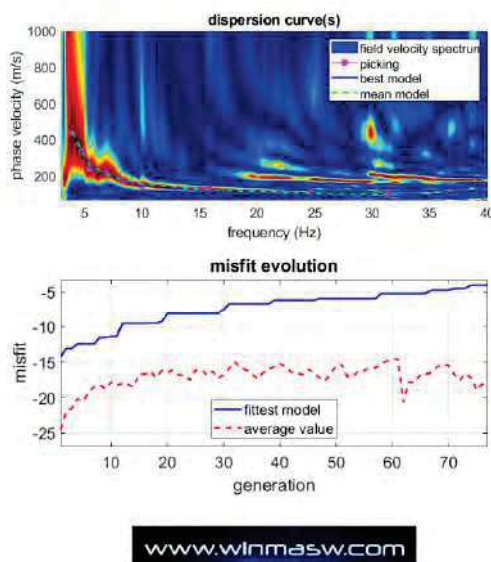 dispersion curve(s)
phase velocity (m/s)
1000
800
600
400
200
field velocity spectrum
picking
best model
mean model
5 10 15 20 25 30 35 40
frequency (Hz)
misfit evolution
misfit
-5
-10
-15
-20
-25
fittest model
average value
10 20 30 40 50 60 70
generation
www.winmasw.com